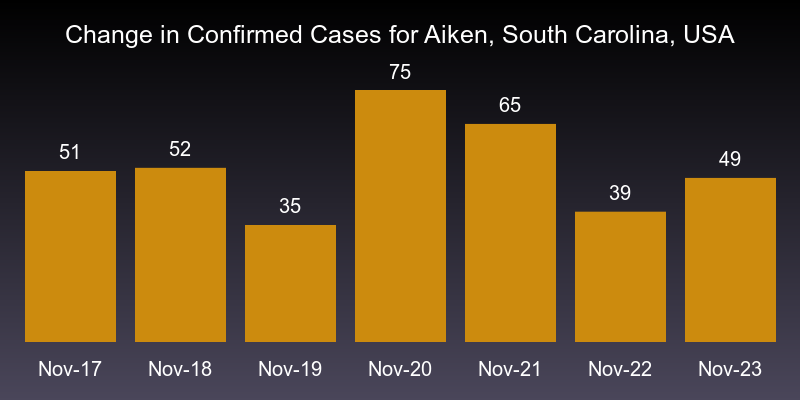 Change in Confirmed Cases for Aiken, South Carolina, USA
51
52
35
75
65
39
49
Nov-17
Nov-18
Nov-19
Nov-20
Nov-21
Nov-22
Nov-23